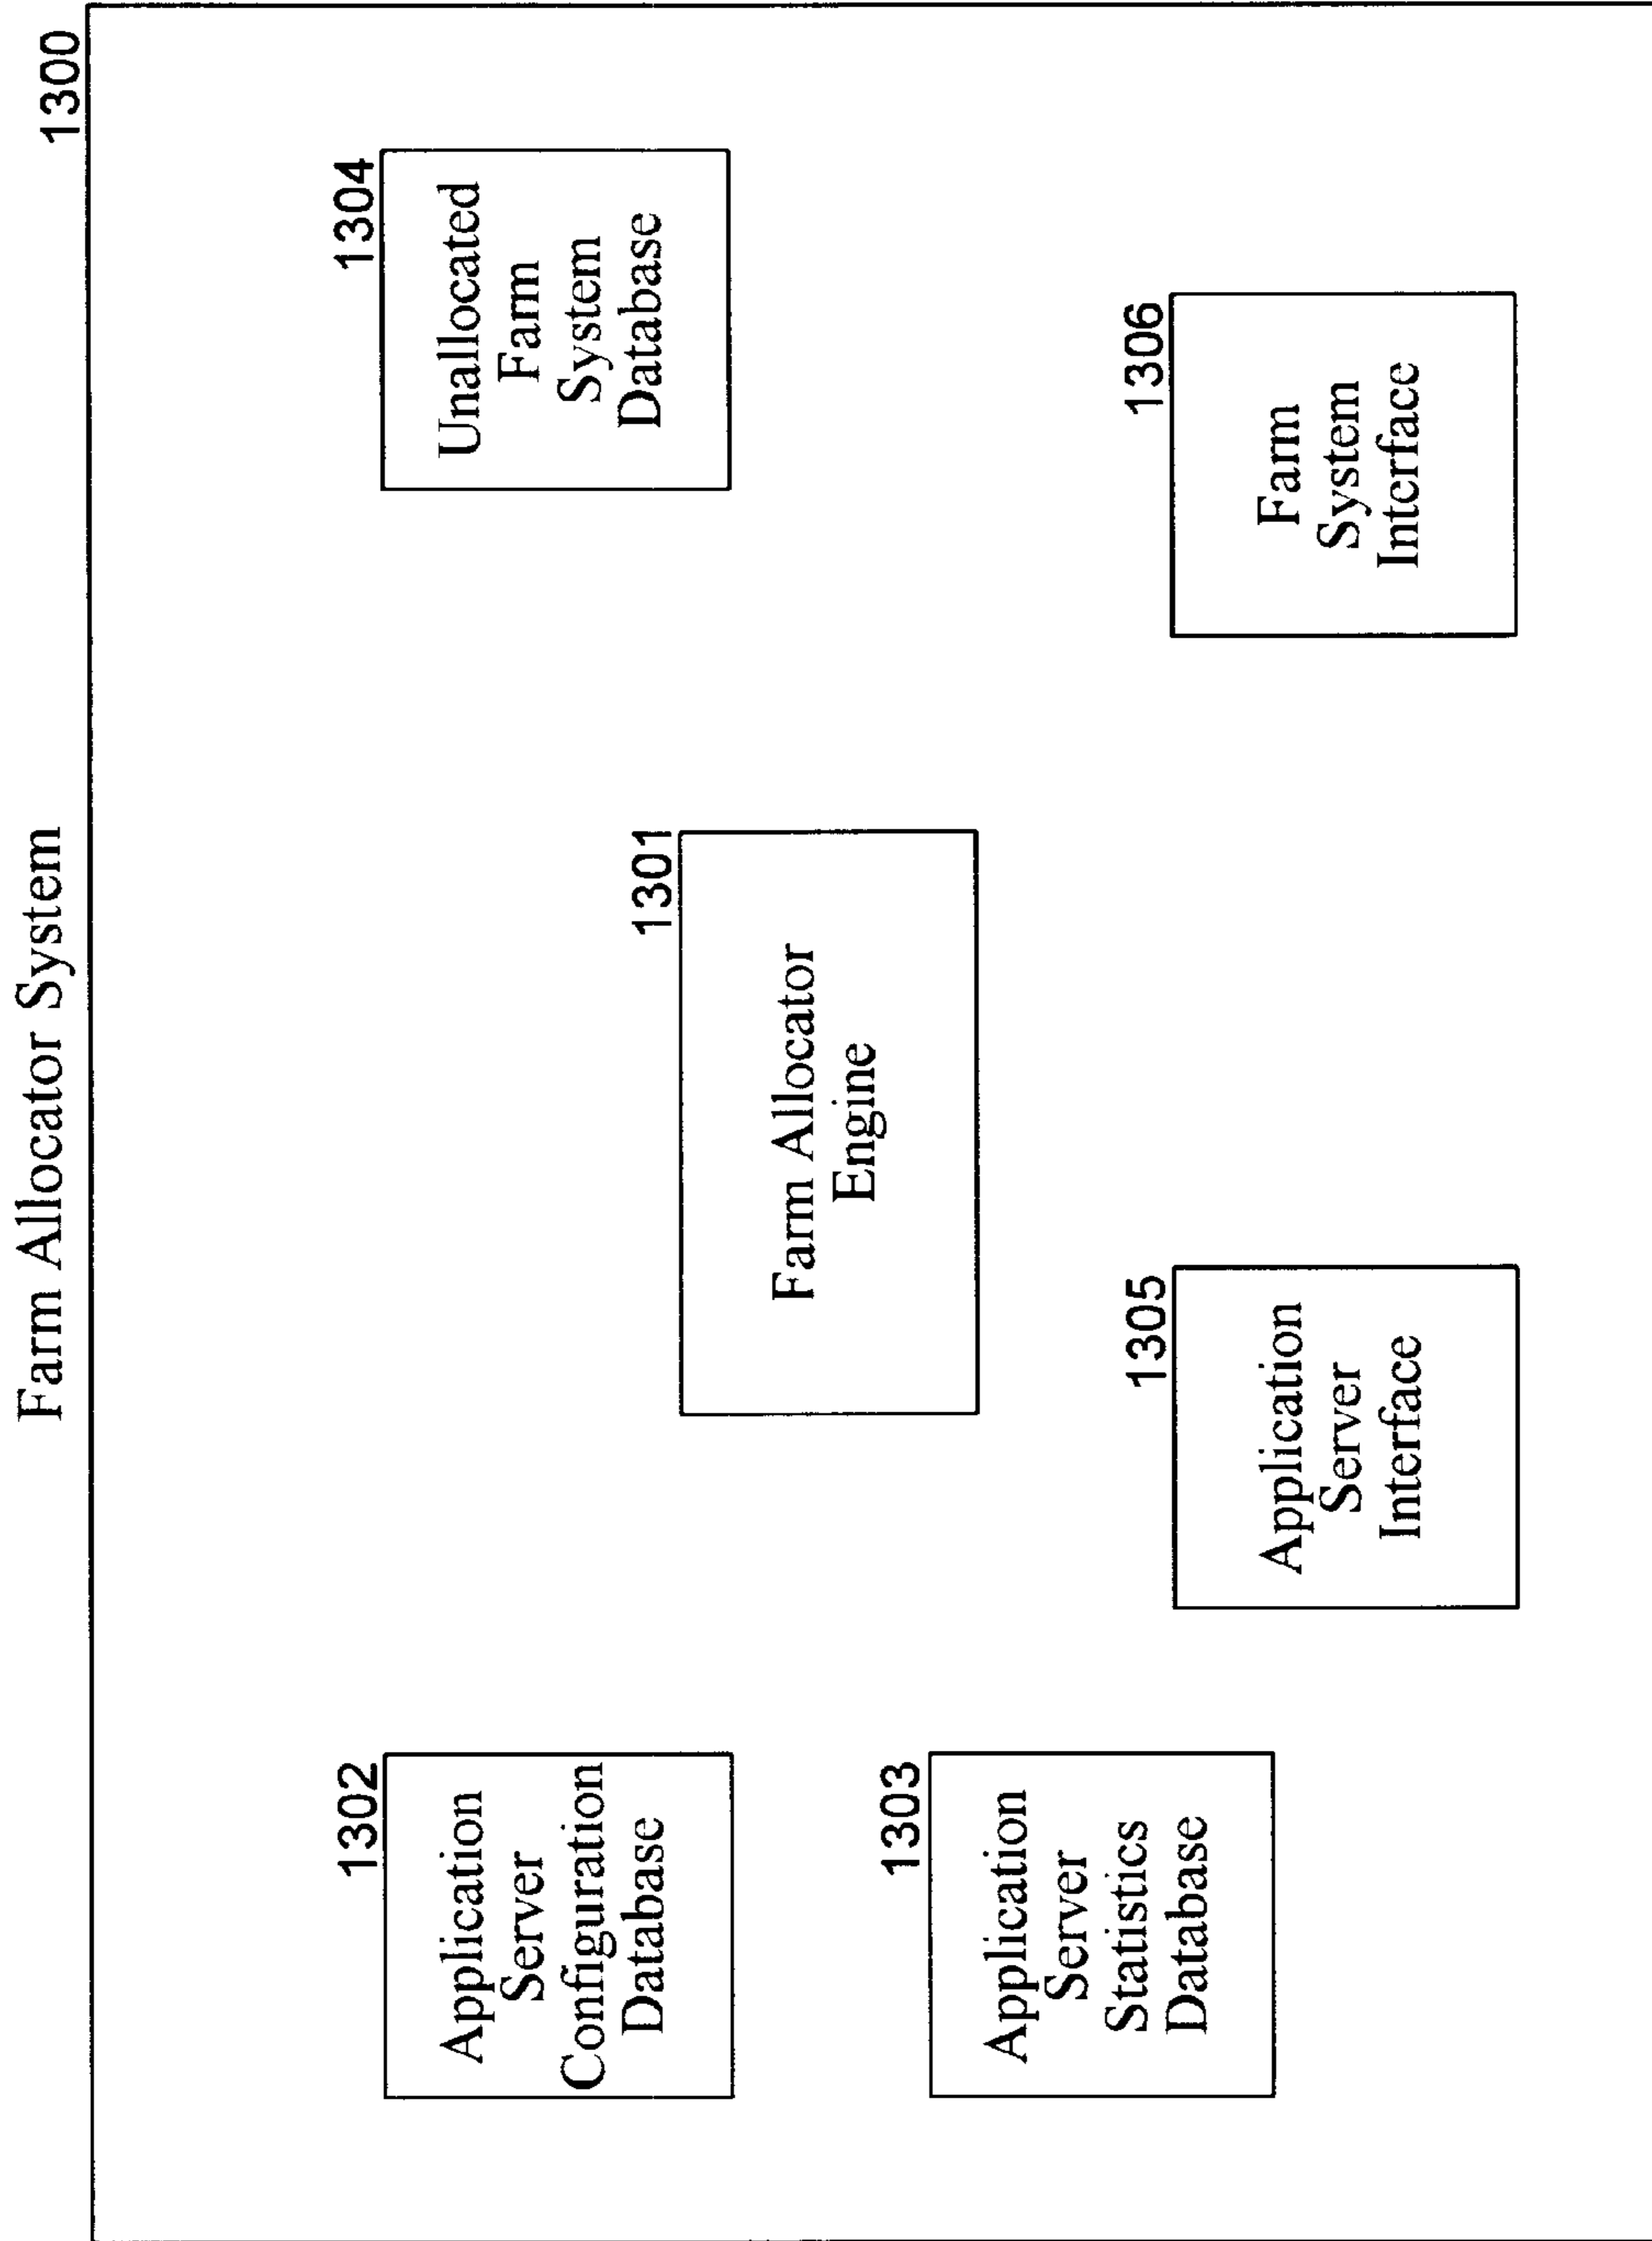 Farm Allocator System
1300
1302
Application
Server
Configuration
Database
1304
Unallocated
Farm
System
Database
1301
Farm Allocator
Engine
1303
Application
Server
Statistics
Database
1305
Application
Server
Interface
1306
Farm
System
Interface